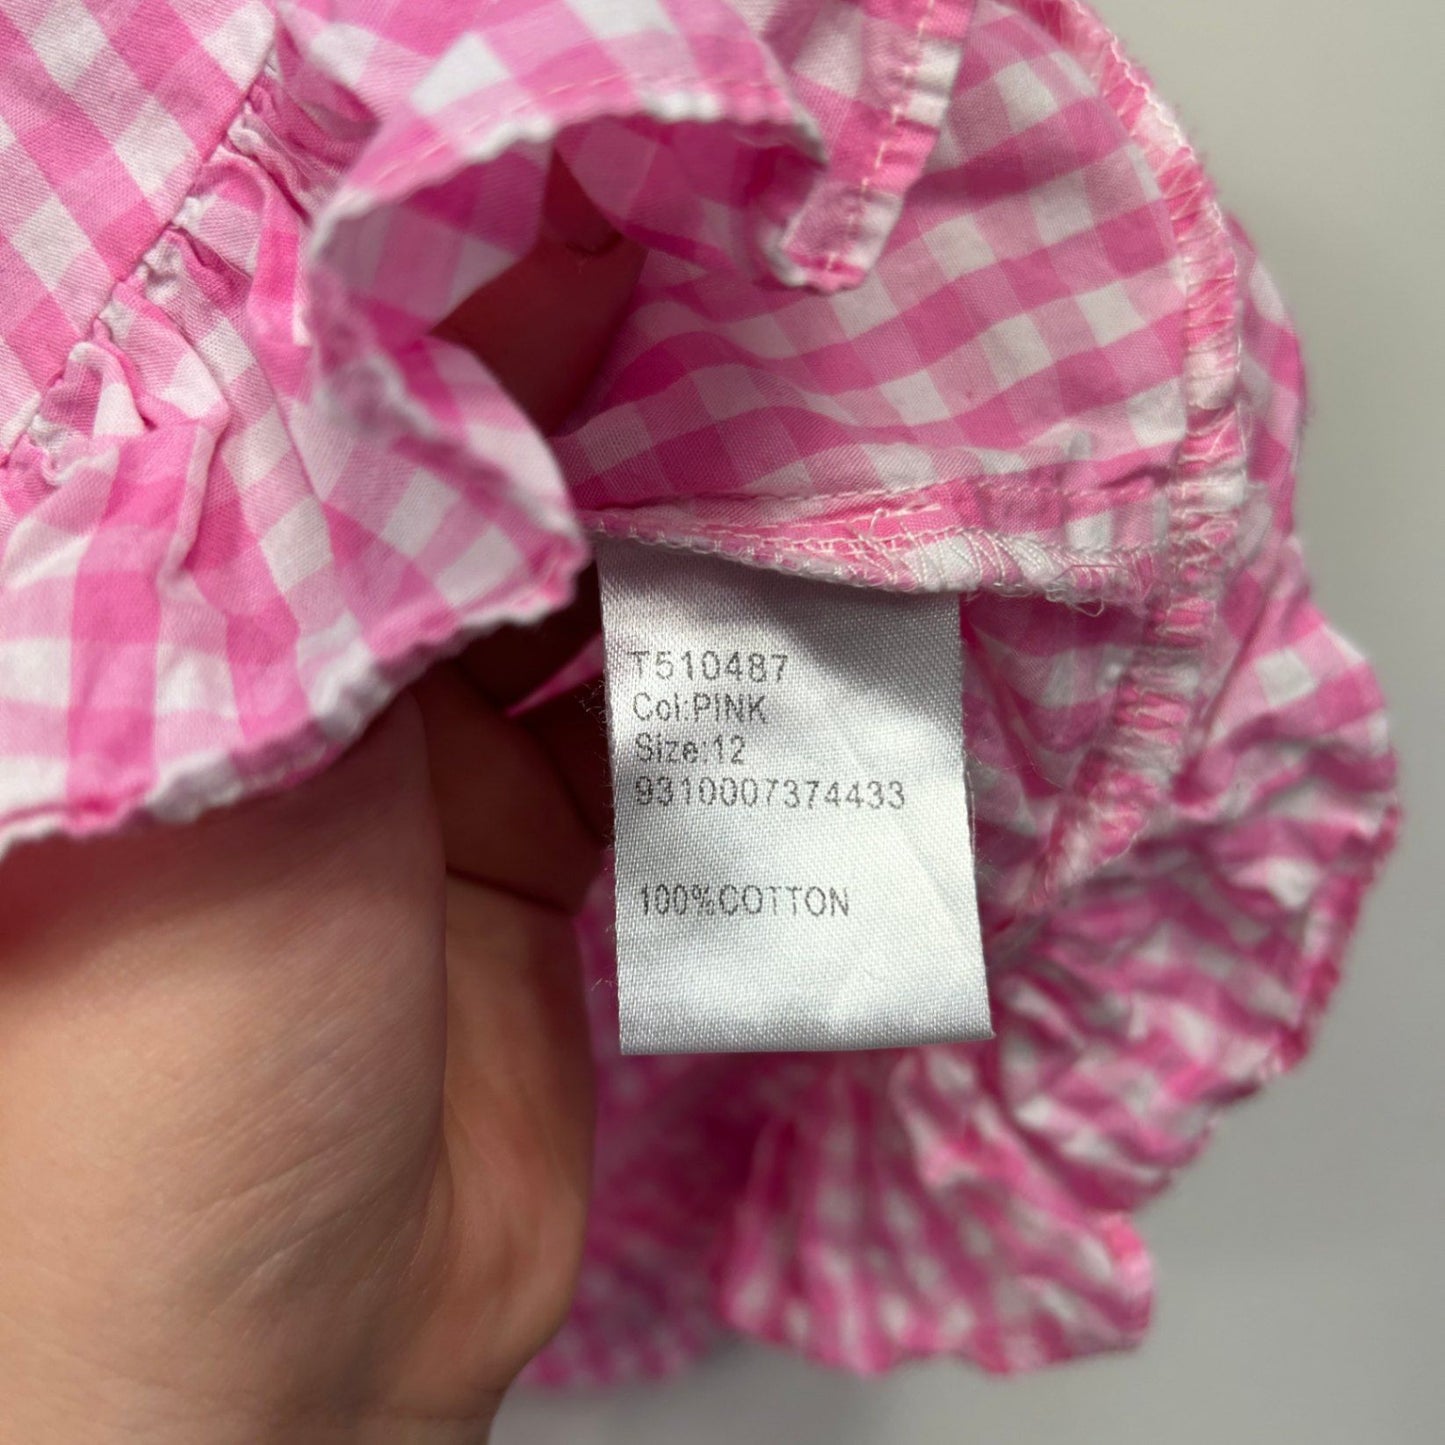 T510487
Col:PINK
Size:12
9310007374433
100%COTTON